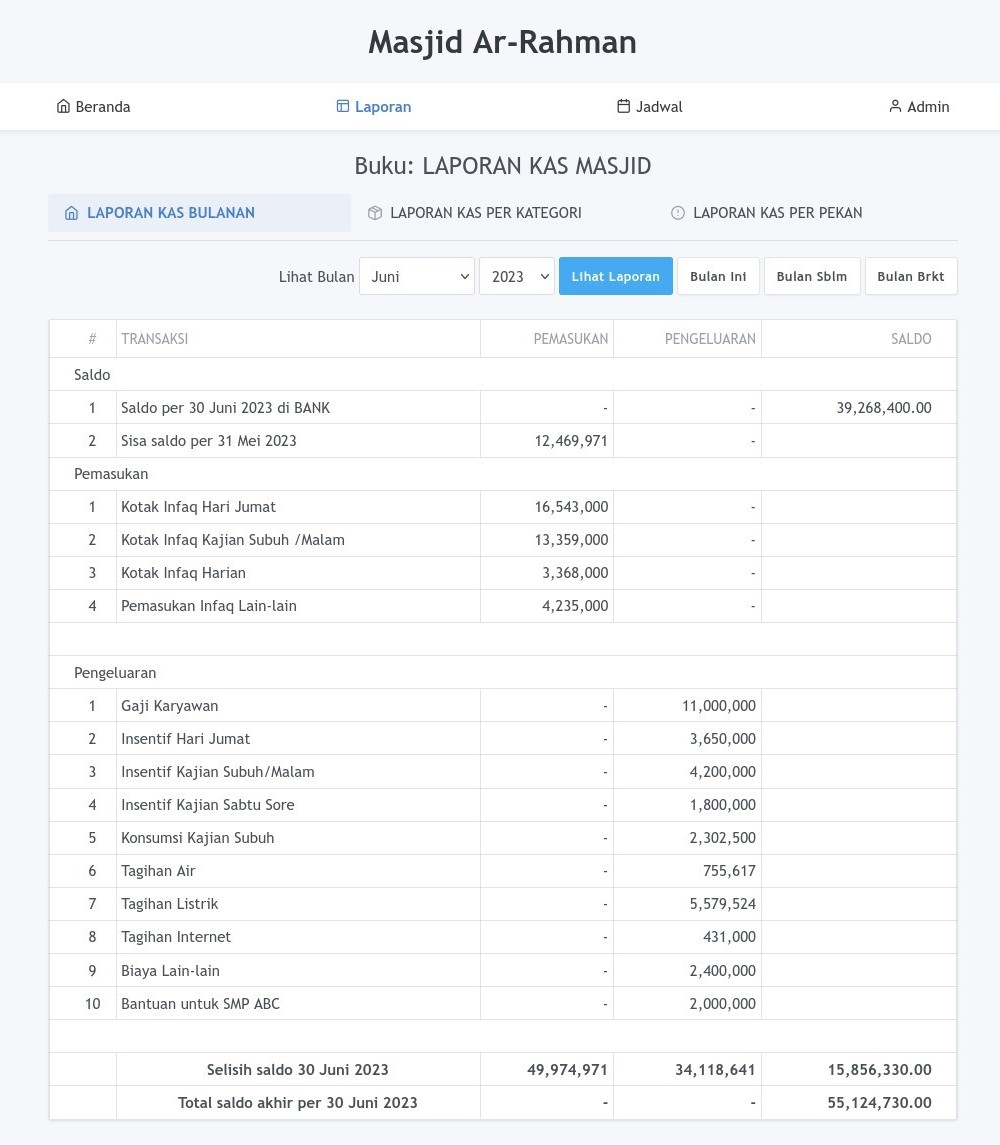 Masjid Ar-Rahman
Beranda Laporan Jadwal Admin
Buku: LAPORAN KAS MASJID
LAPORAN KAS BULANAN LAPORAN KAS PER KATEGORI LAPORAN KAS PER PEKAN
Lihat Bulan Juni 2023 Lihat Laporan Bulan Ini Bulan Sblm Bulan Brkt
# TRANSAKSI PEMASUKAN PENGELUARAN SALDO
Saldo
1 Saldo per 30 Juni 2023 di BANK - - 39,268,400.00
2 Sisa saldo per 31 Mei 2023 12,469,971 -
Pemasukan
1 Kotak Infaq Hari Jumat 16,543,000 -
2 Kotak Infaq Kajian Subuh /Malam 13,359,000 -
3 Kotak Infaq Harian 3,368,000 -
4 Pemasukan Infaq Lain-lain 4,235,000 -
Pengeluaran
1 Gaji Karyawan - 11,000,000
2 Insentif Hari Jumat - 3,650,000
3 Insentif Kajian Subuh/Malam - 4,200,000
4 Insentif Kajian Sabtu Sore - 1,800,000
5 Konsumsi Kajian Subuh - 2,302,500
6 Tagihan Air - 755,617
7 Tagihan Listrik - 5,579,524
8 Tagihan Internet - 431,000
9 Biaya Lain-lain - 2,400,000
10 Bantuan untuk SMP ABC - 2,000,000
Selisih saldo 30 Juni 2023 49,974,971 34,118,641 15,856,330.00
Total saldo akhir per 30 Juni 2023 - - 55,124,730.00